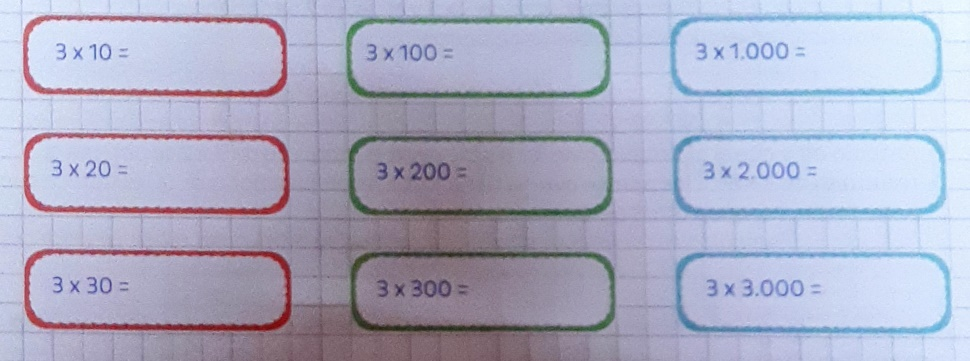 3 x 10 =
3 x 100 =
3 x 1.000 =
3 x 20 =
3 x 200 =
3 x 2.000 =
3 x 30 =
3 x 300 =
3 x 3.000 =